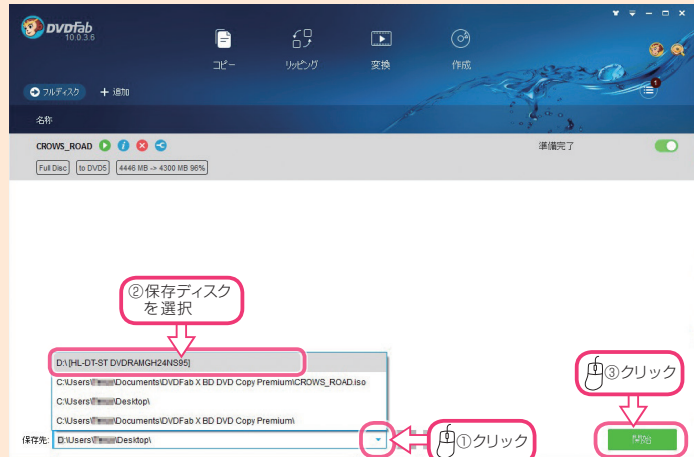 DVDFab
10.0.3.6
コピー
リッピング
変換
作成
フルディスク + 追加
1
名称
CROWS_ROAD
準備完了
Full Disc to DVD5 4446 MB -> 4300 MB 96%
②保存ディスク
を選択
D:\ [HL-DT-ST DVDRAMGH24NS95]
C:\Users\ \Documents\DVDFab X BD DVD Copy Premium\CROWS_ROAD.iso
C:\Users\ \Desktop\
C:\Users\ \Documents\DVDFab X BD DVD Copy Premium\
③クリック
保存先: D:\Users\ \Desktop\
①クリック
開始